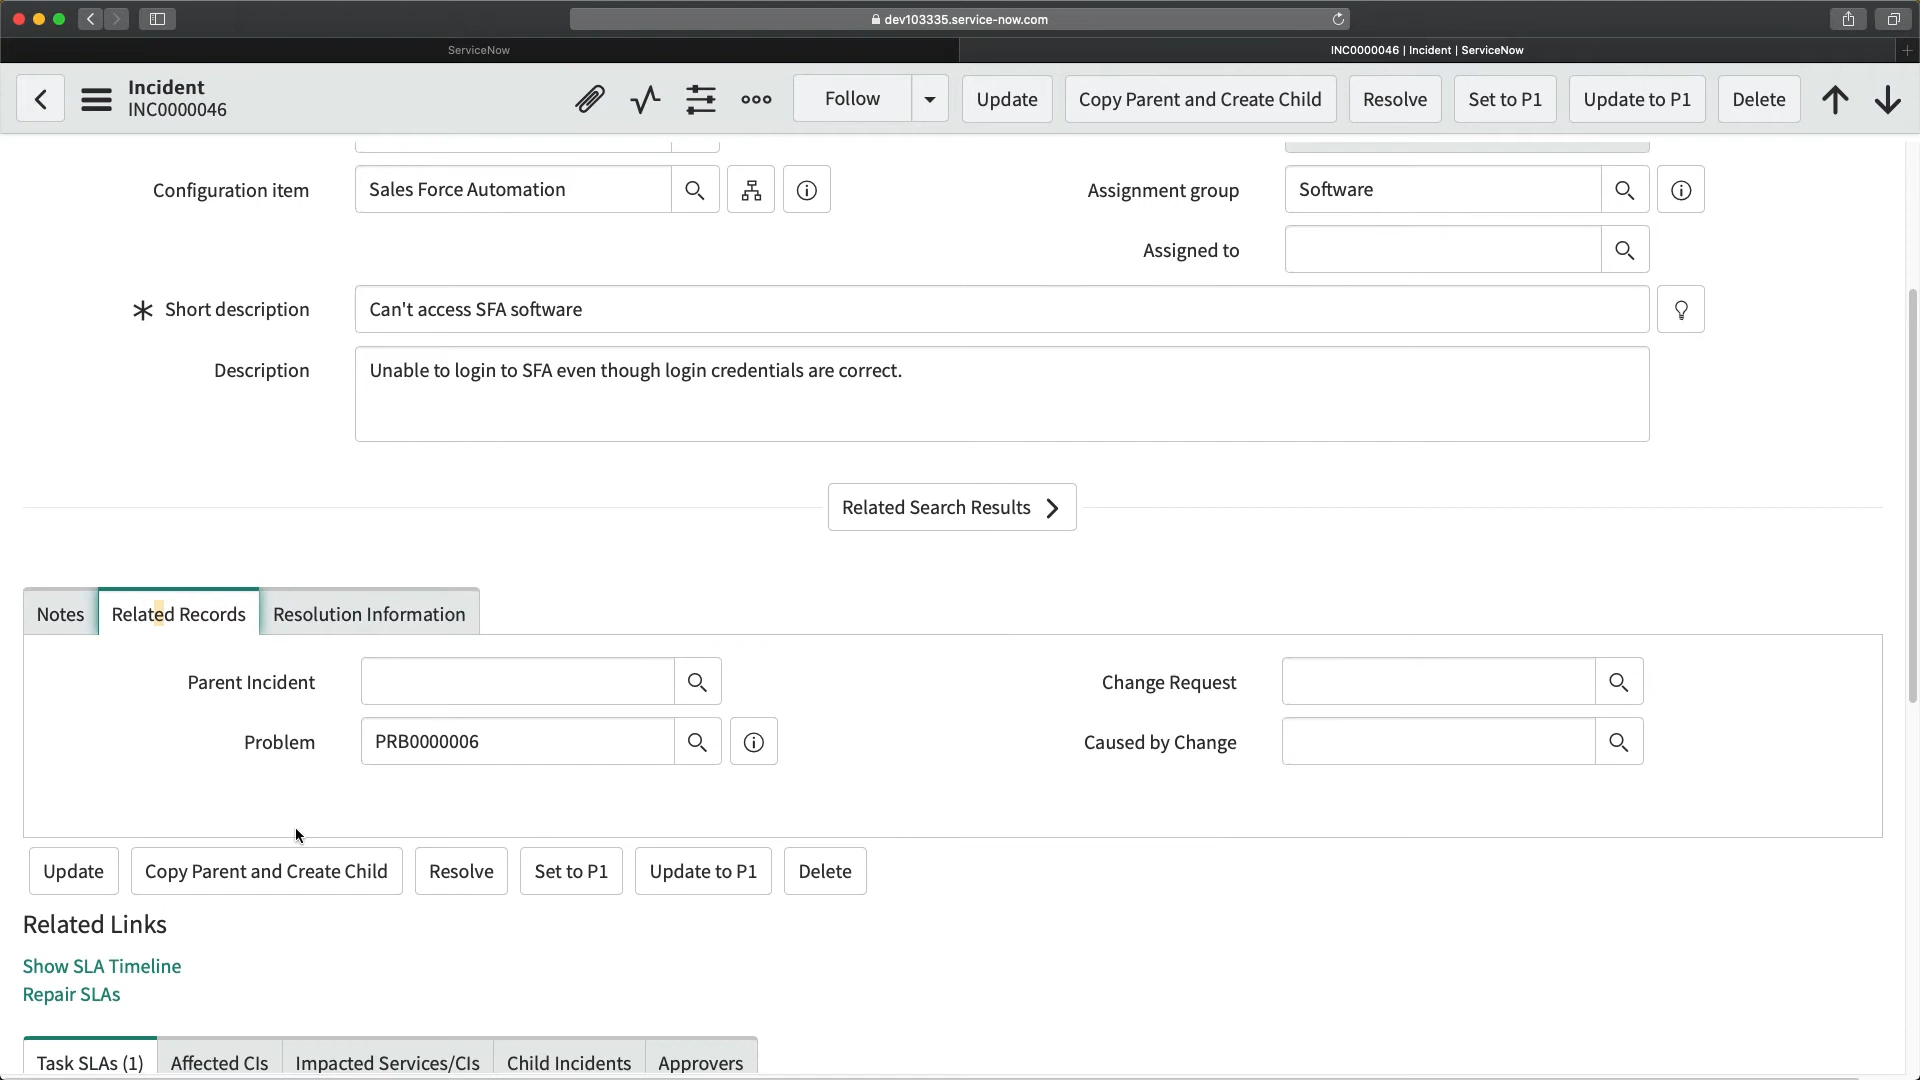 dev103335.service-now.com
ServiceNow
INC0000046 | Incident | ServiceNow
Incident
INC0000046
Follow
Update
Copy Parent and Create Child
Resolve
Set to P1
Update to P1
Delete
Configuration item
Sales Force Automation
Assignment group
Software
Assigned to
Short description
Can't access SFA software
Description
Unable to login to SFA even though login credentials are correct.
Related Search Results
Notes
Related Records
Resolution Information
Parent Incident
Change Request
Problem
PRB0000006
Caused by Change
Update
Copy Parent and Create Child
Resolve
Set to P1
Update to P1
Delete
Related Links
Show SLA Timeline
Repair SLAs
Task SLAs (1)
Affected CIs
Impacted Services/CIs
Child Incidents
Approvers